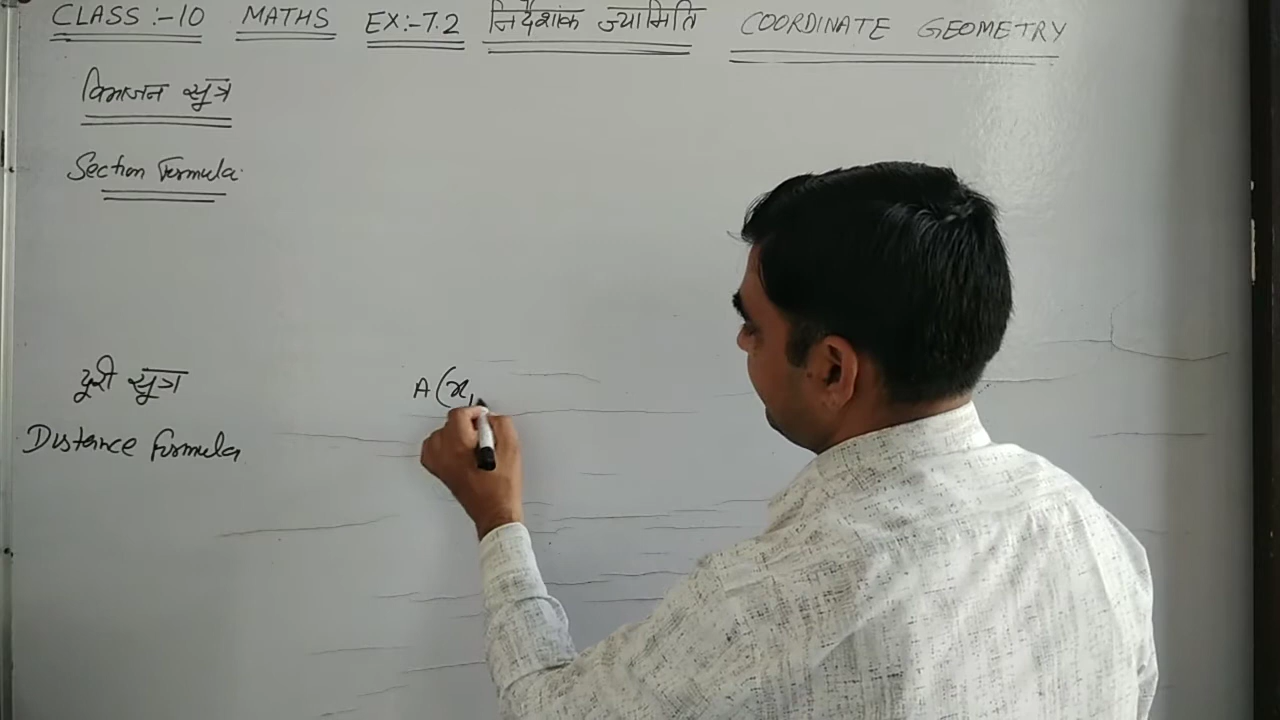 CLASS :- 10 MATHS EX:- 7.2 निर्देशांक ज्यामिति COORDINATE GEOMETRY
विभाजन सूत्र
Section Formula
दूरी सूत्र
A(x,
Distance formula